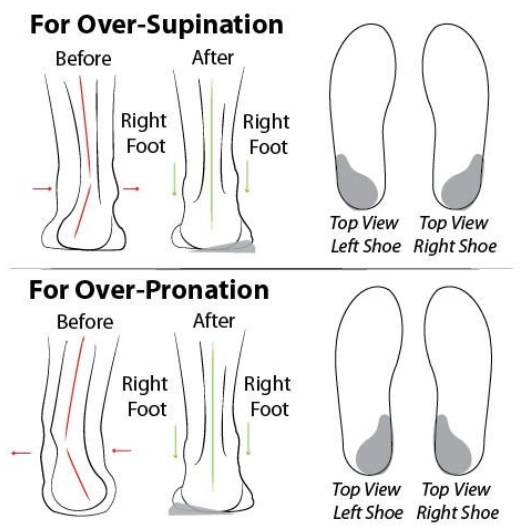 For Over-Supination
Before
After
Right
Foot
Right
Foot
Top View
Left Shoe
Top View
Right Shoe
For Over-Pronation
Before
After
Right
Foot
Right
Foot
Top View
Left Shoe
Top View
Right Shoe